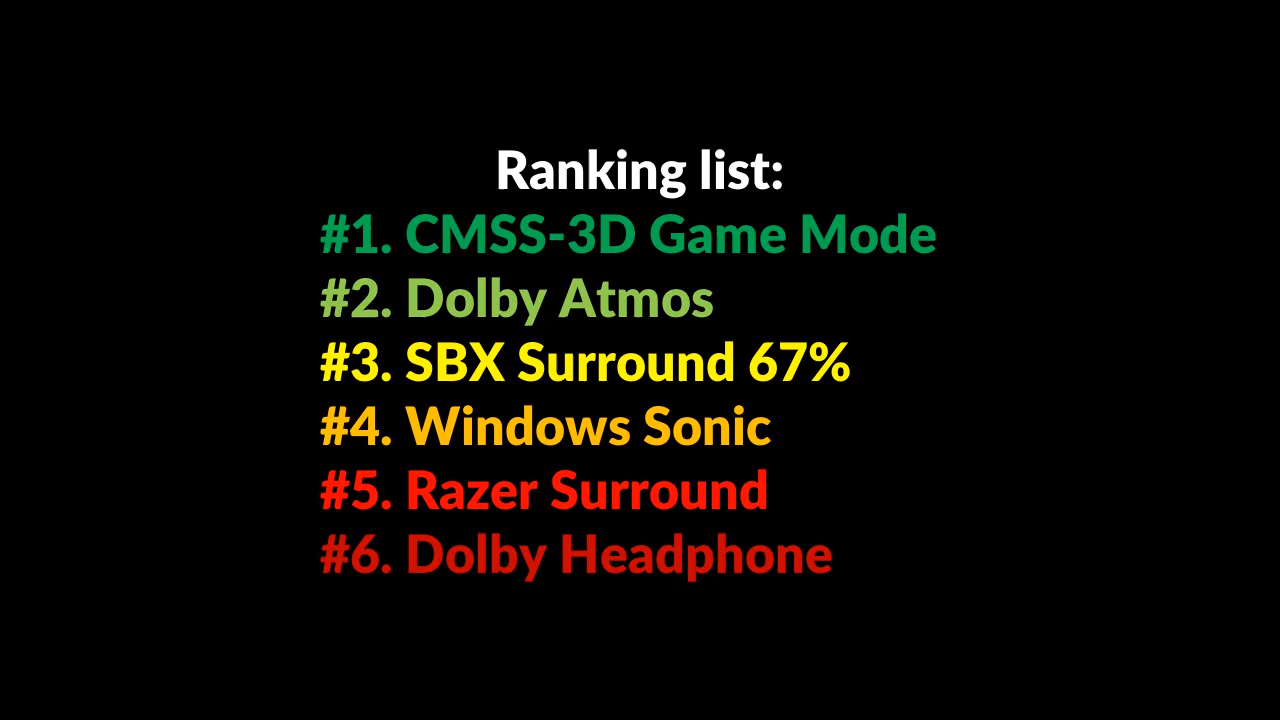 Ranking list:
#1. CMSS-3D Game Mode
#2. Dolby Atmos
#3. SBX Surround 67%
#4. Windows Sonic
#5. Razer Surround
#6. Dolby Headphone